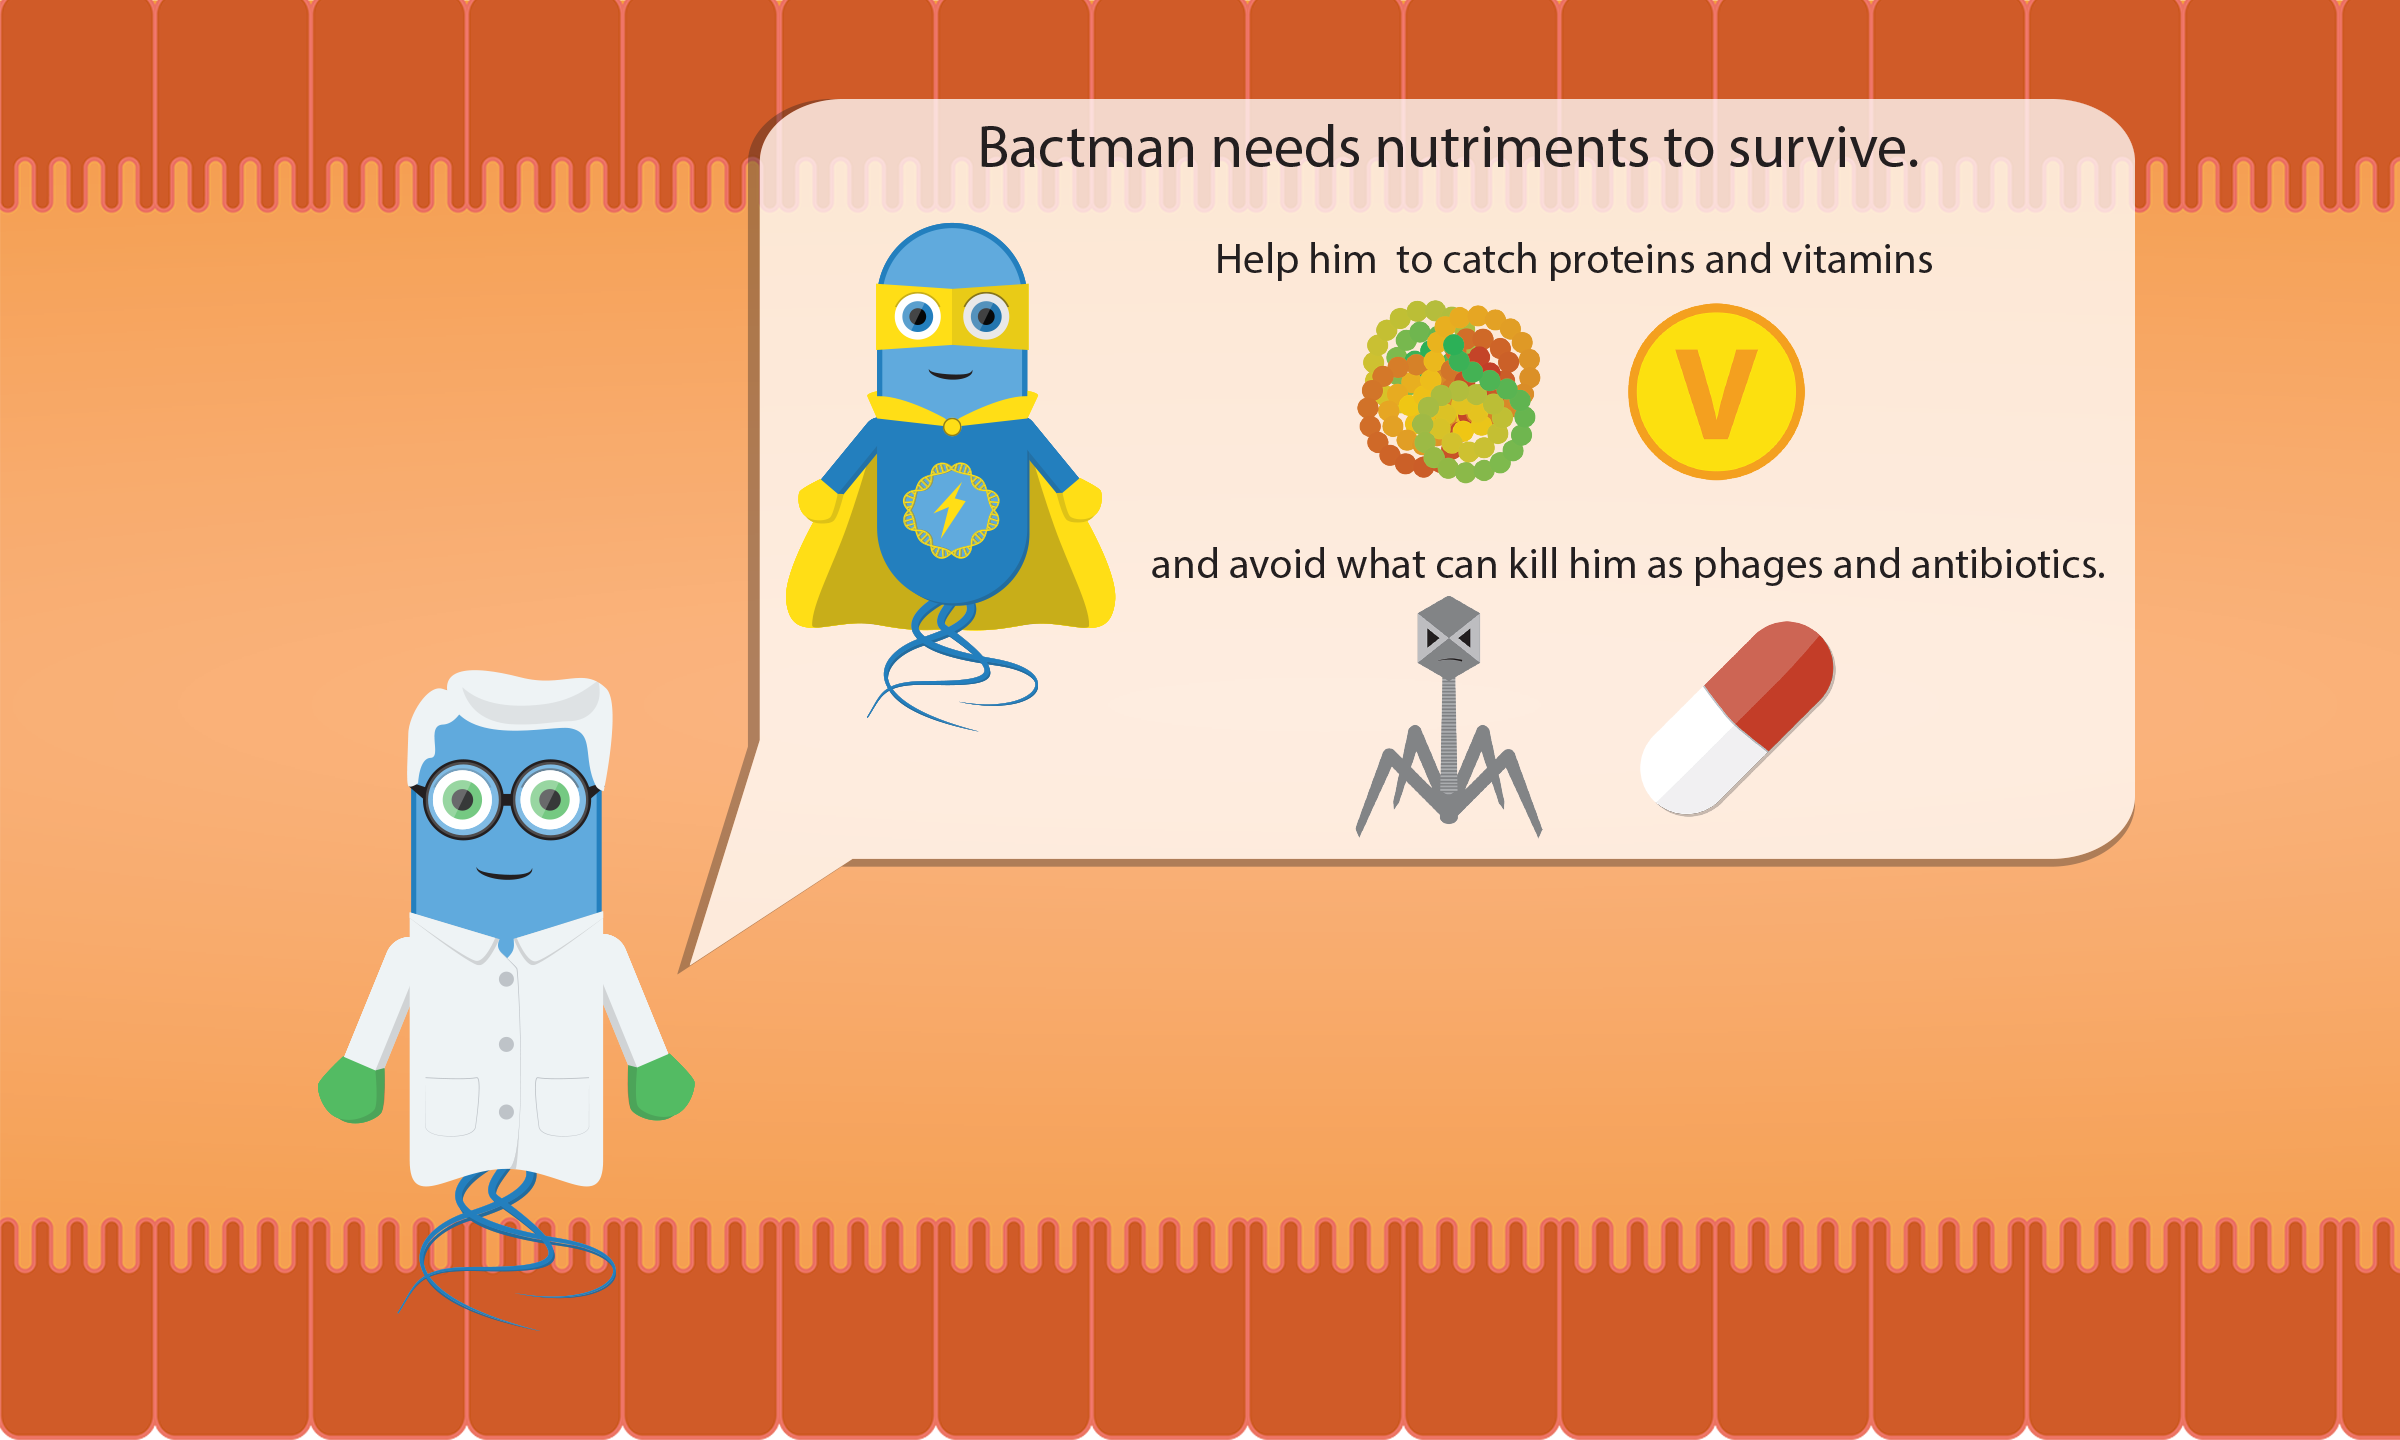 Bactman needs nutriments to survive.
Help him to catch proteins and vitamins
V
and avoid what can kill him as phages and antibiotics.